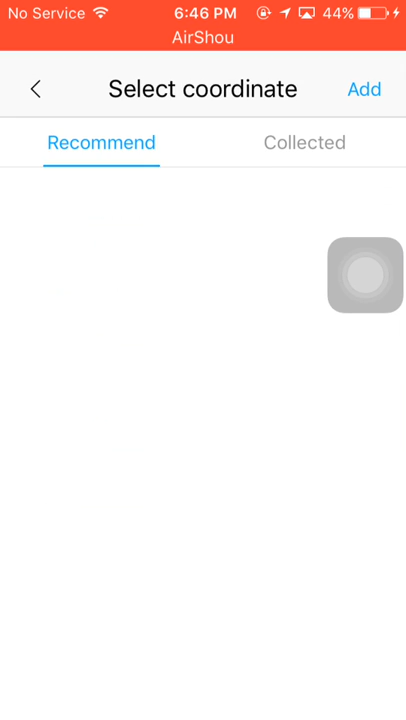 No Service 6:46 PM 44%
AirShou
Select coordinate Add
Recommend Collected